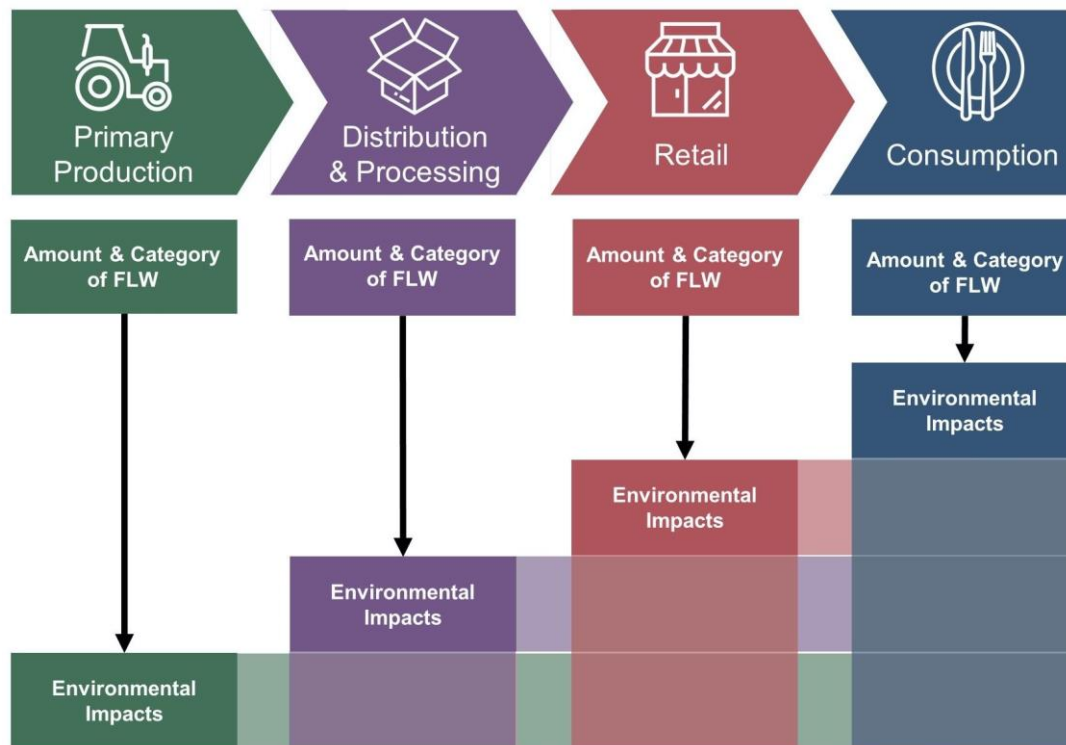 Primary
Production
Distribution
& Processing
Retail
Consumption
Amount & Category
of FLW
Amount & Category
of FLW
Amount & Category
of FLW
Amount & Category
of FLW
Environmental
Impacts
Environmental
Impacts
Environmental
Impacts
Environmental
Impacts